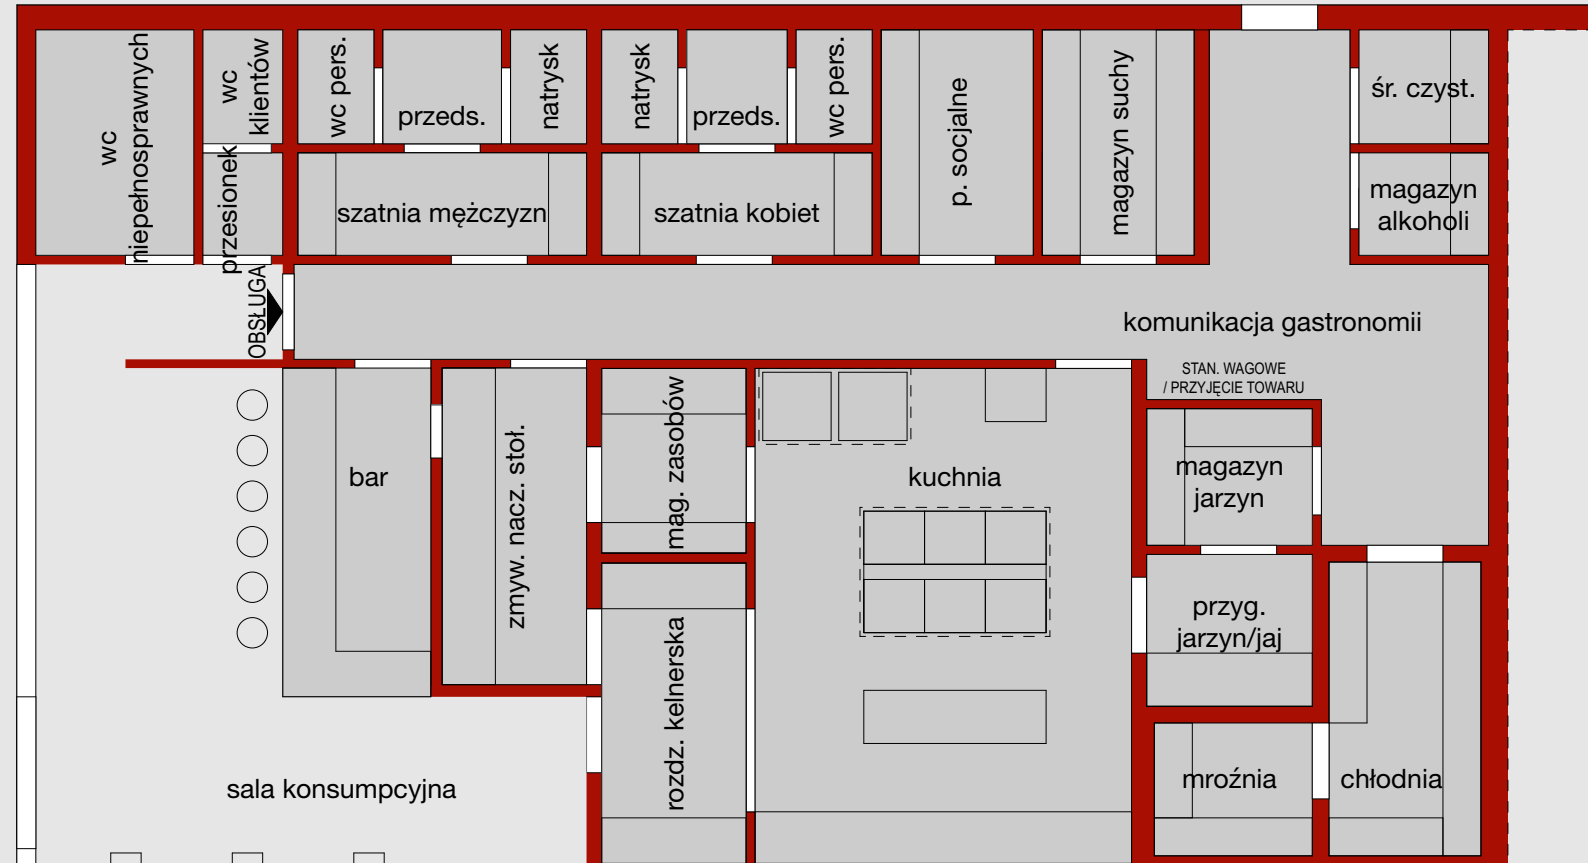 wc
niepełnosprawnych
wc
klientów
przesionek
wc pers.
przeds.
natrysk
natrysk
przeds.
wc pers.
p. socjalne
magazyn suchy
śr. czyst.
szatnia mężczyzn
szatnia kobiet
magazyn
alkoholi
OBSŁUGA
komunikacja gastronomii
STAN. WAGOWE
/ PRZYJĘCIE TOWARU
bar
zmyw. nacz. stoł.
mag. zasobów
kuchnia
magazyn
jarzyn
rozdz. kelnerska
przyg.
jarzyn/jaj
sala konsumpcyjna
mroźnia
chłodnia